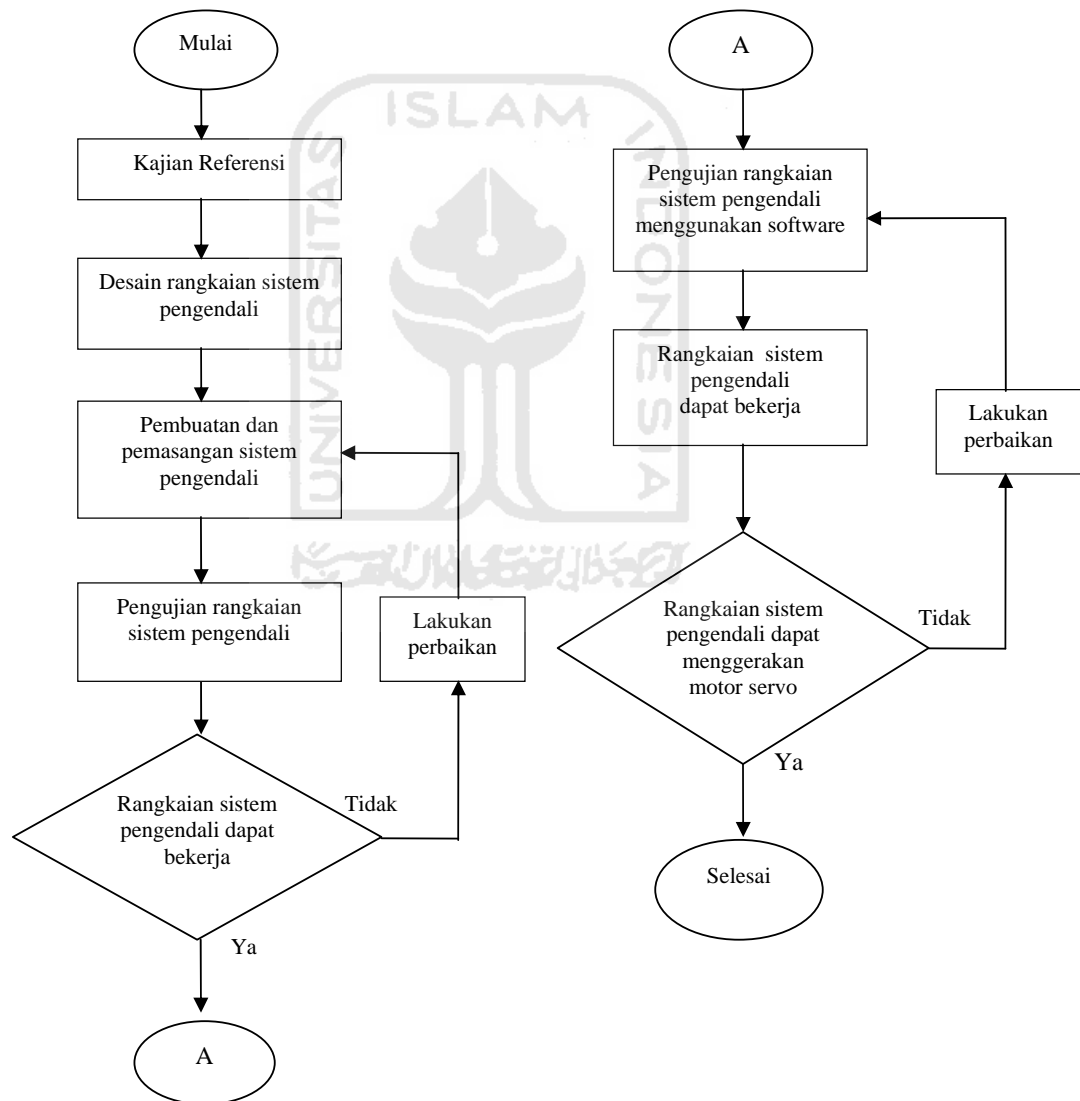 Mulai
Kajian Referensi
Desain rangkaian sistem
pengendali
Pembuatan dan
pemasangan sistem
pengendali
Pengujian rangkaian
sistem pengendali
Lakukan
perbaikan
Rangkaian sistem
pengendali dapat
bekerja
Tidak
Ya
A
A
Pengujian rangkaian
sistem pengendali
menggunakan software
Rangkaian sistem
pengendali
dapat bekerja
Lakukan
perbaikan
Rangkaian sistem
pengendali dapat
menggerakan
motor servo
Tidak
Ya
Selesai
UNIVERSITAS
ISLAM
INDONESIA